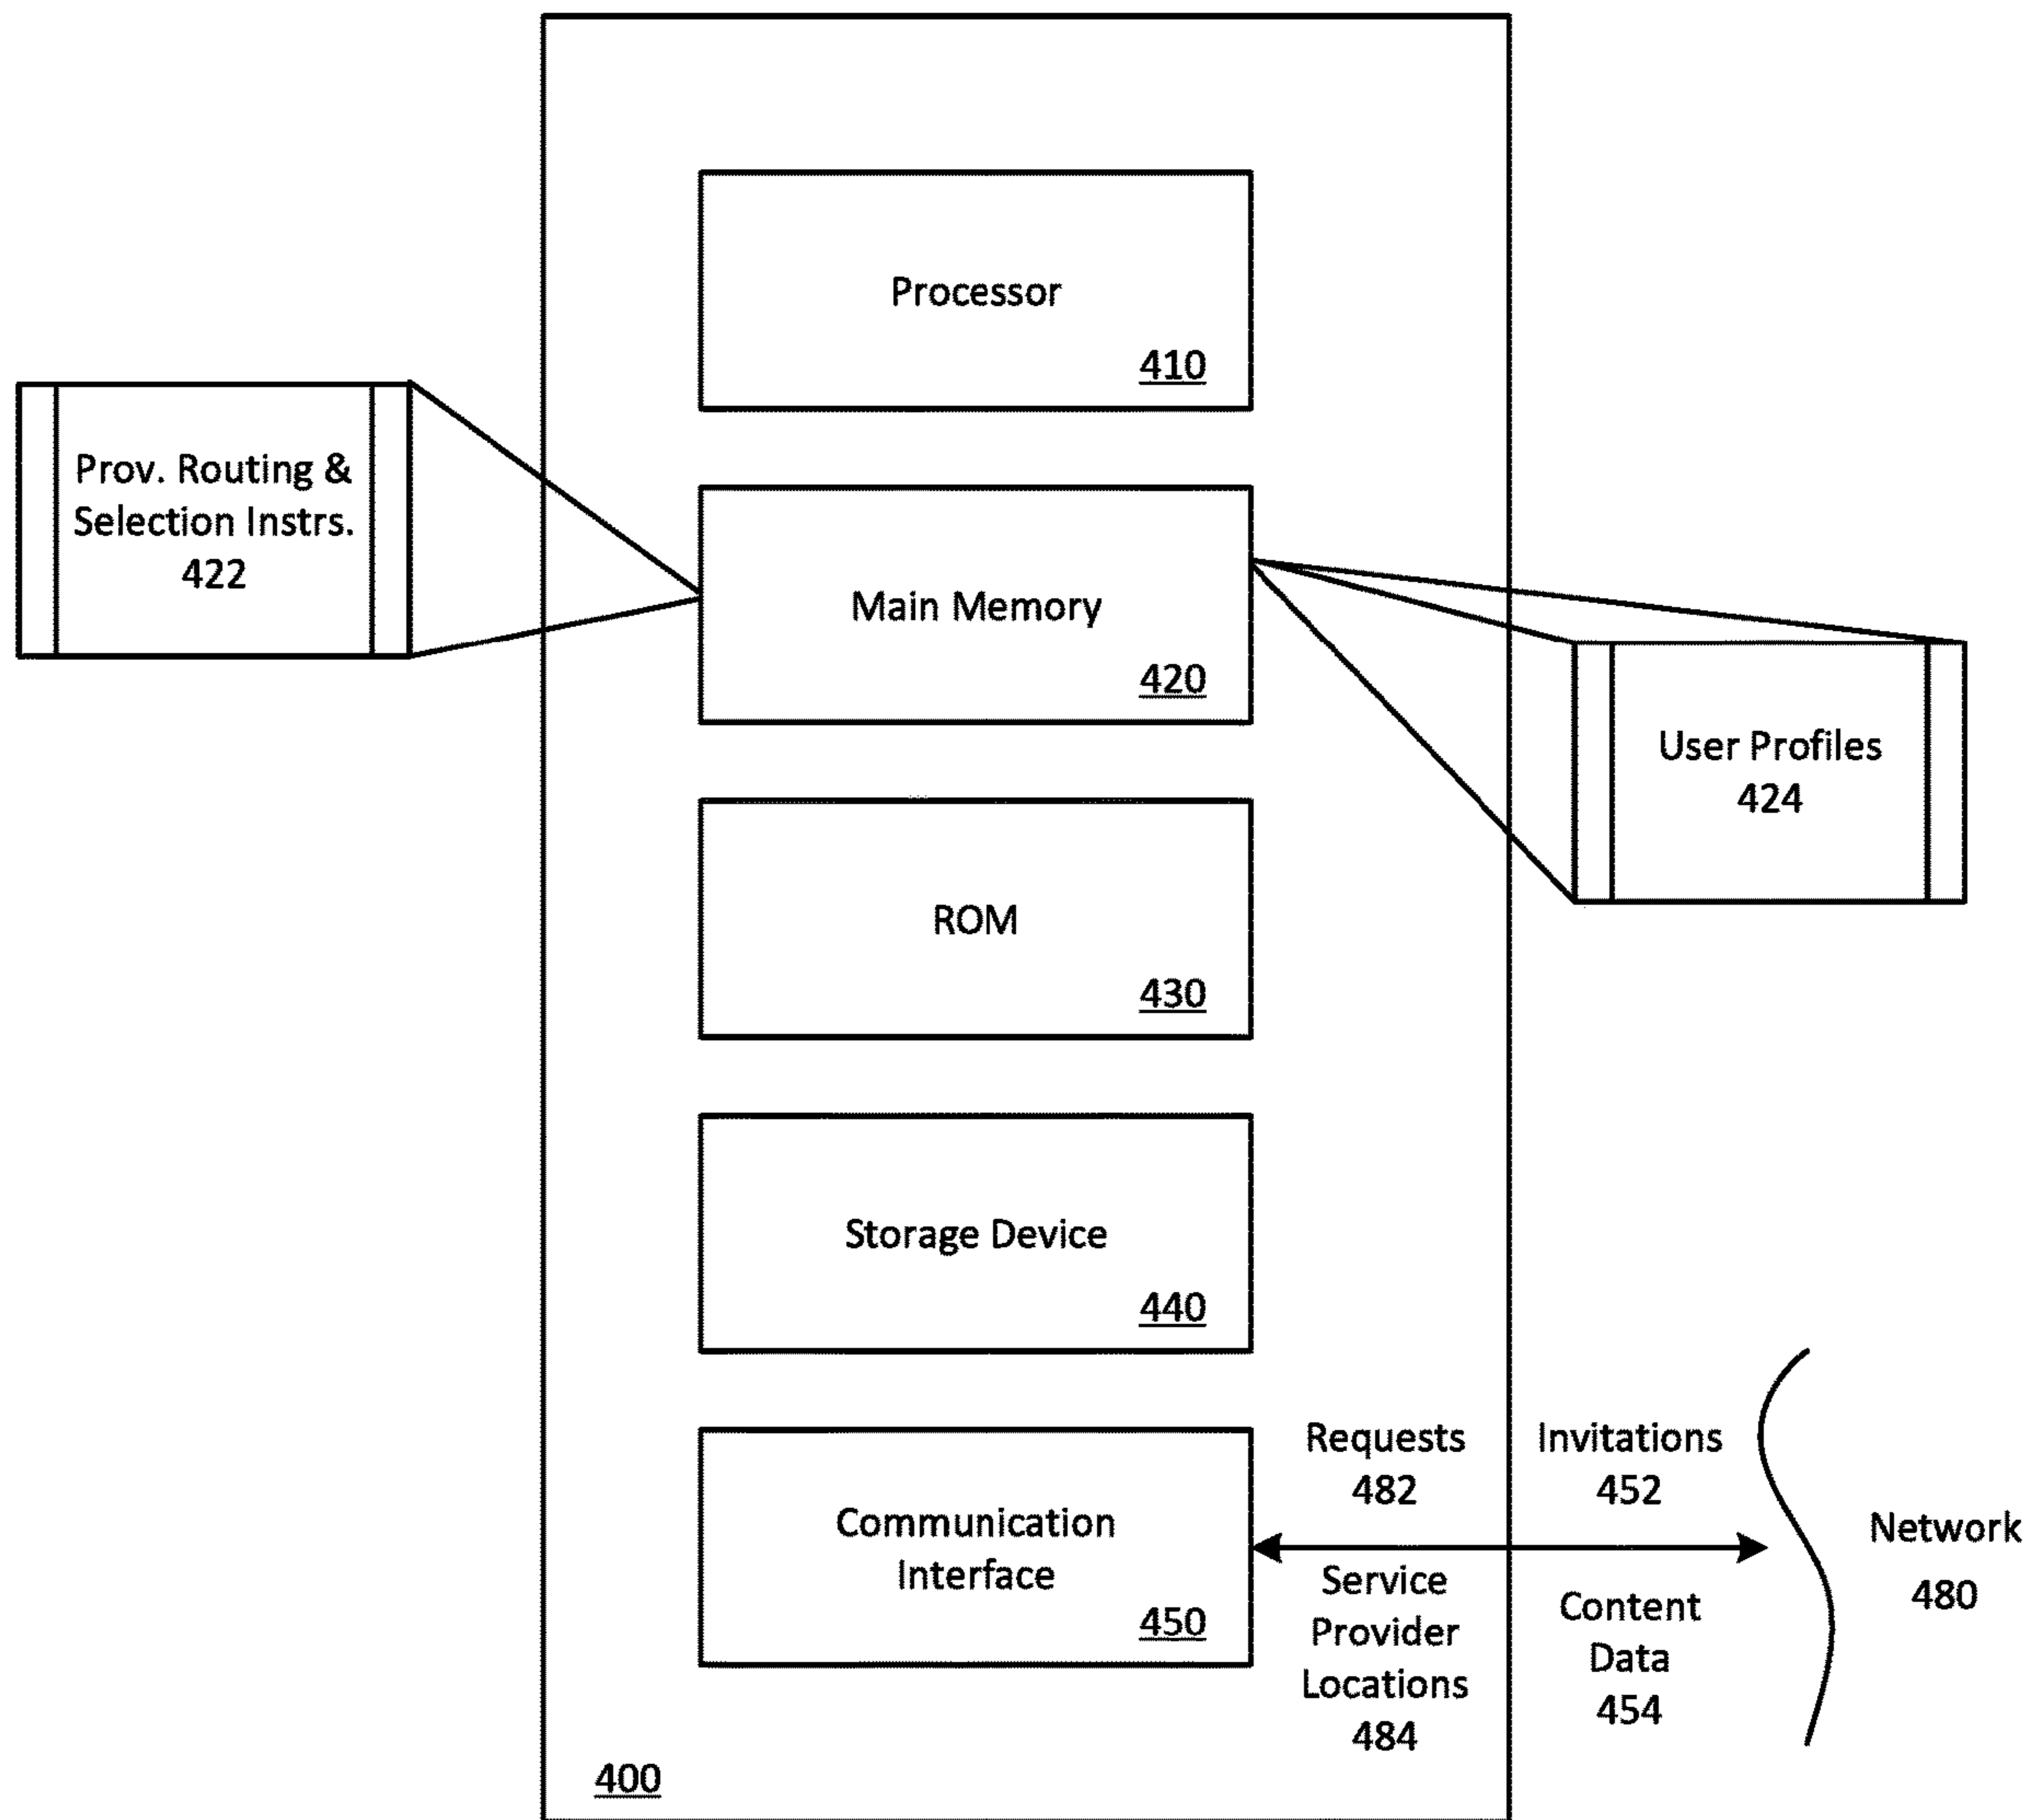 Processor
410
Prov. Routing &
Selection Instrs.
422
Main Memory
420
User Profiles
424
ROM
430
Storage Device
440
Communication
Interface
450
Requests
482
Service
Provider
Locations
484
Invitations
452
Content
Data
454
Network
480
400